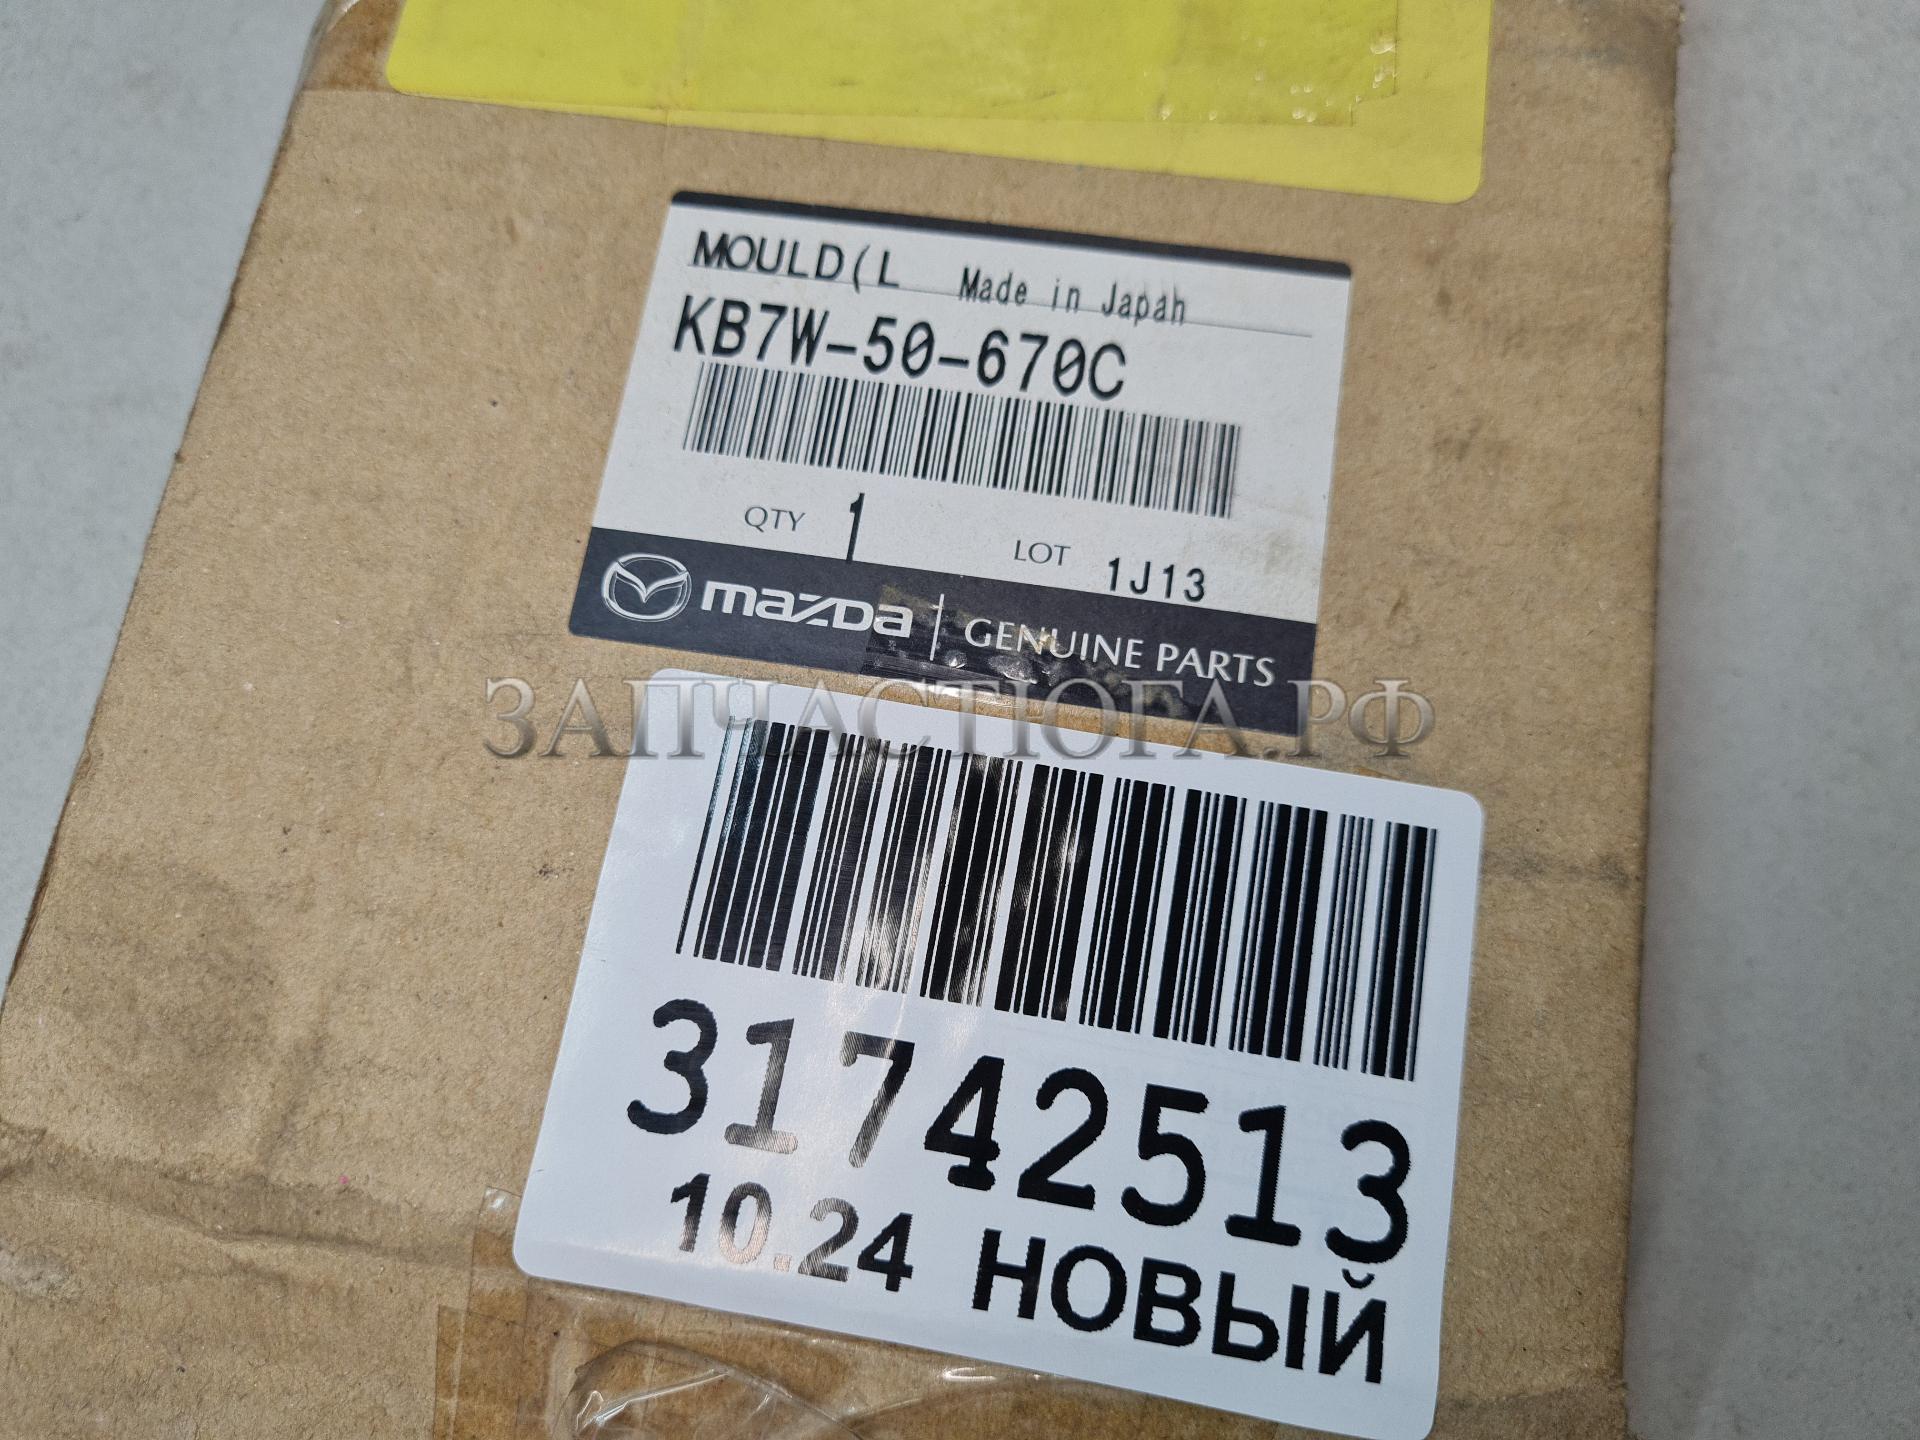 MOULD(L Made in Japan
KB7W-50-670C
QTY 1 LOT 1J13
mazda | GENUINE PARTS
ЗАПЧАСТЮГА.РФ
31742513
10.24 НОВЫЙ